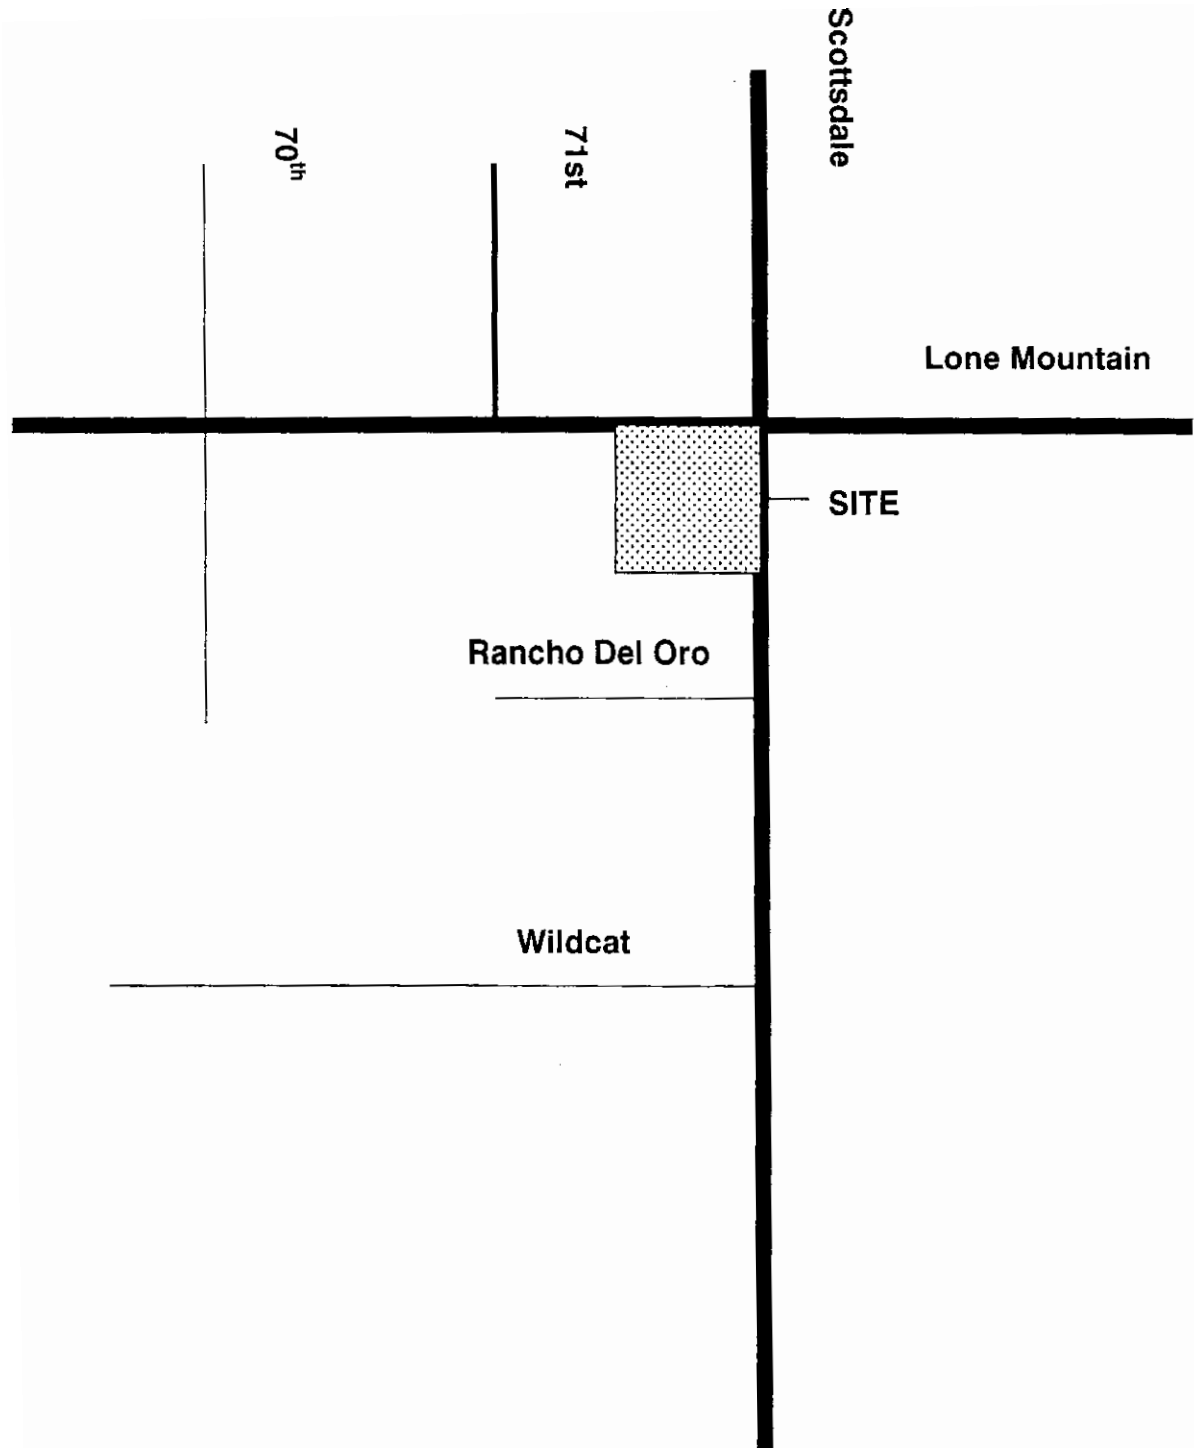 Scottsdale
70th
71st
Lone Mountain
SITE
Rancho Del Oro
Wildcat